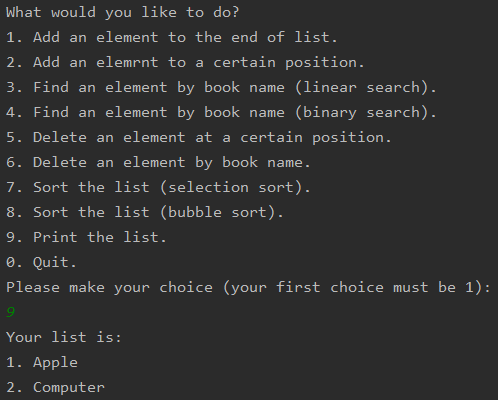 What would you like to do?
1. Add an element to the end of list.
2. Add an elemrnt to a certain position.
3. Find an element by book name (linear search).
4. Find an element by book name (binary search).
5. Delete an element at a certain position.
6. Delete an element by book name.
7. Sort the list (selection sort).
8. Sort the list (bubble sort).
9. Print the list.
0. Quit.
Please make your choice (your first choice must be 1):
9
Your list is:
1. Apple
2. Computer